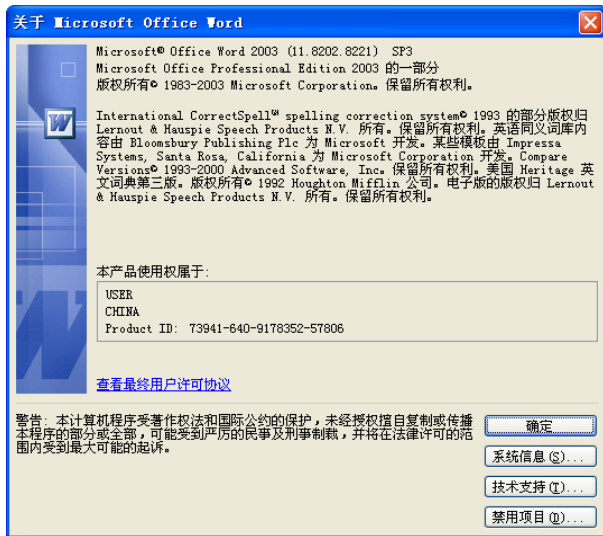 关于 Microsoft Office Word
Microsoft® Office Word 2003 (11.8202.8221) SP3
Microsoft Office Professional Edition 2003 的一部分
版权所有© 1983-2003 Microsoft Corporation。保留所有权利。
International CorrectSpell™ spelling correction system© 1993 的部分版权归
Lernout & Hauspie Speech Products N.V. 所有。保留所有权利。英语同义词库内
容由 Bloomsbury Publishing Plc 为 Microsoft 开发。某些模板由 Impressa
Systems, Santa Rosa, California 为 Microsoft Corporation 开发。Compare
Versions© 1993-2000 Advanced Software, Inc。保留所有权利。美国 Heritage 英
文词典第三版。版权所有© 1992 Houghton Mifflin 公司。电子版的版权归 Lernout
& Hauspie Speech Products N.V. 所有。保留所有权利。
本产品使用权属于:
USER
CHINA
Product ID: 73941-640-9178352-57806
查看最终用户许可协议
警告: 本计算机程序受著作权法和国际公约的保护，未经授权擅自复制或传播
本程序的部分或全部，可能受到严厉的民事及刑事制裁，并将在法律许可的范
围内受到最大可能的起诉。
确定
系统信息(S)...
技术支持(T)...
禁用项目(D)...
W